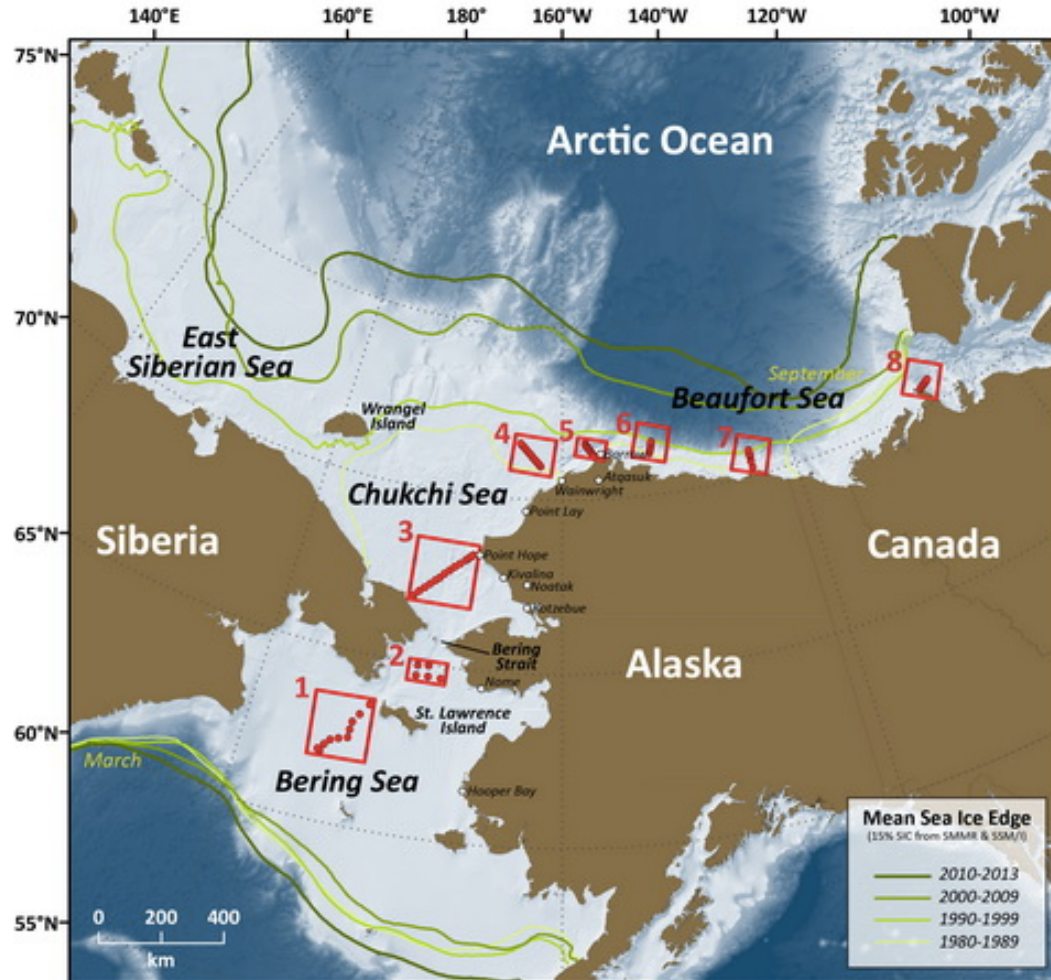 140°E 160°E 180° 160°W 140°W 120°W 100°W
75°N
Arctic Ocean
70°N
East
Siberian Sea
September
8
Beaufort Sea
Wrangel
Island
4 5 6 7
Barrow
Atqasuk
Wainwright
Chukchi Sea
Point Lay
65°N
Siberia
3
Canada
Point Hope
Kivalina
Noatak
Kotzebue
Bering
Strait
Alaska
2
Nome
1
St. Lawrence
Island
60°N
March
Bering Sea
Hooper Bay
Mean Sea Ice Edge
(15% SIC from SMMR & SSM/I)
2010-2013
2000-2009
1990-1999
1980-1989
55°N
0 200 400
km